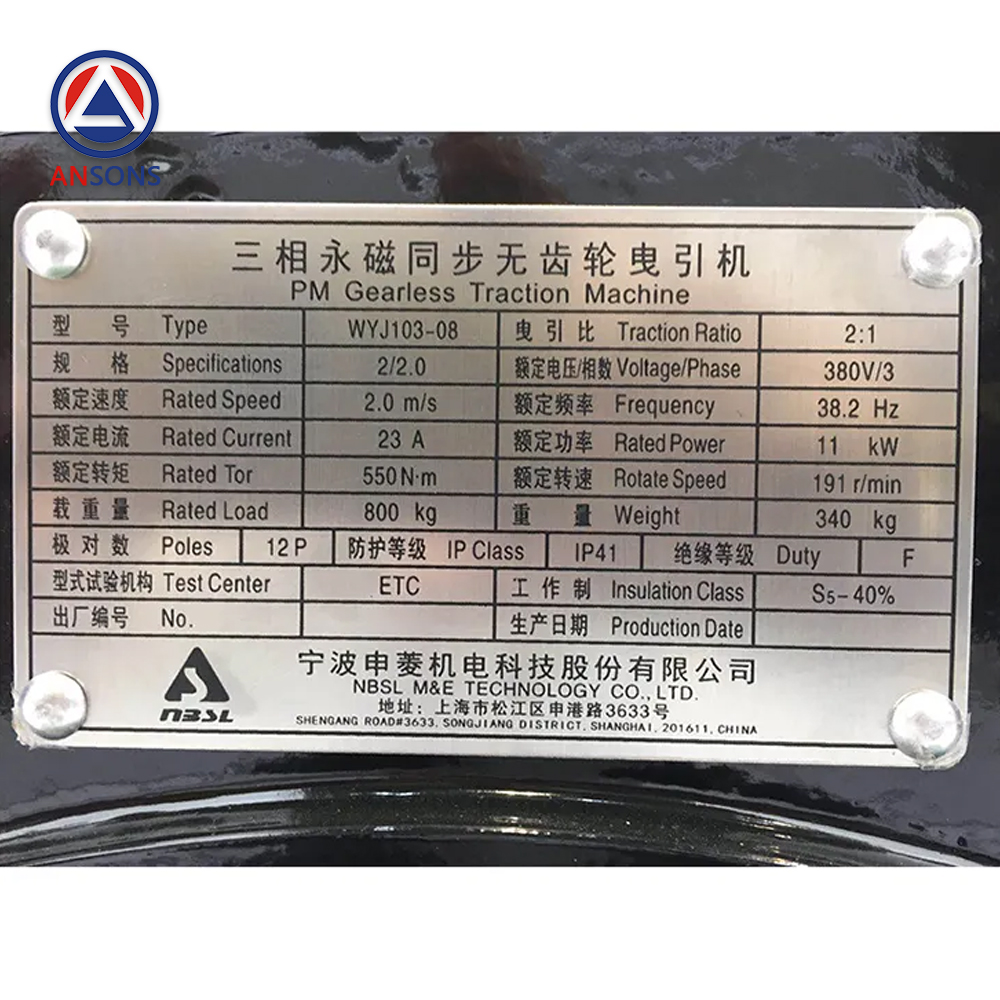 ANSONS
三相永磁同步无齿轮曳引机
PM Gearless Traction Machine
型号 Type WYJ103-08 曳引比 Traction Ratio 2:1
规格 Specifications 2/2.0 额定电压/相数 Voltage/Phase 380V/3
额定速度 Rated Speed 2.0 m/s 额定频率 Frequency 38.2 Hz
额定电流 Rated Current 23 A 额定功率 Rated Power 11 kW
额定转矩 Rated Tor 550N·m 额定转速 Rotate Speed 191 r/min
载重量 Rated Load 800 kg 重量 Weight 340 kg
极对数 Poles 12P 防护等级 IP Class IP41 绝缘等级 Duty F
型式试验机构 Test Center ETC 工作制 Insulation Class S5-40%
出厂编号 No. 生产日期 Production Date
NBSL
宁波申菱机电科技股份有限公司
NBSL M&E TECHNOLOGY CO.,LTD.
地址：上海市松江区申港路3633号
SHENGANG ROAD#3633, SONGJIANG DISTRICT, SHANGHAI, 201611, CHINA